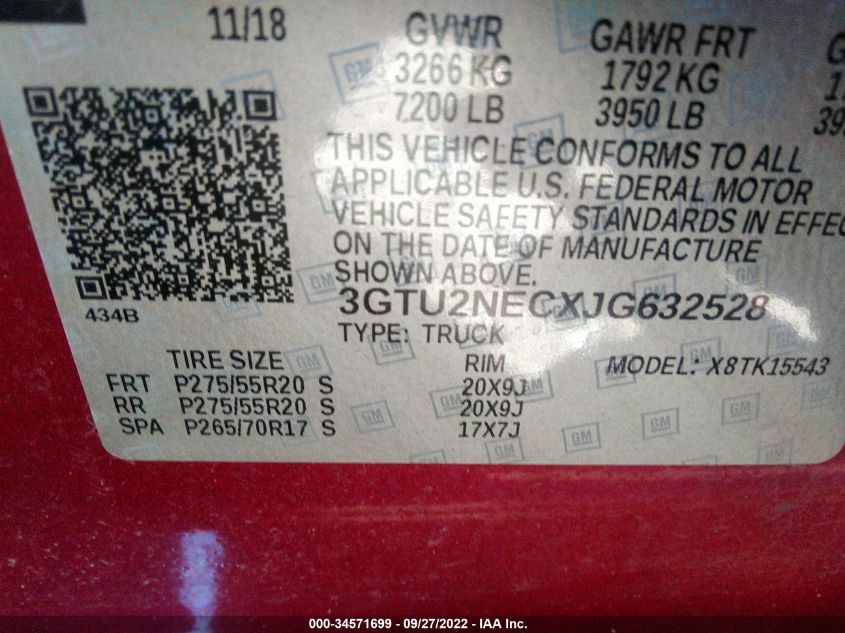 11/18 GVWR GAWR FRT
3266 KG 1792 KG
7200 LB 3950 LB
THIS VEHICLE CONFORMS TO ALL
APPLICABLE U.S. FEDERAL MOTOR
VEHICLE SAFETY STANDARDS IN EFFEC
ON THE DATE OF MANUFACTURE
SHOWN ABOVE.
434B 3GTU2NECXJG632528
TYPE: TRUCK
TIRE SIZE RIM MODEL: X8TK15543
FRT P275/55R20 S 20X9J
RR P275/55R20 S 20X9J
SPA P265/70R17 S 17X7J
GM
000-34571699 - 09/27/2022 - IAA Inc.